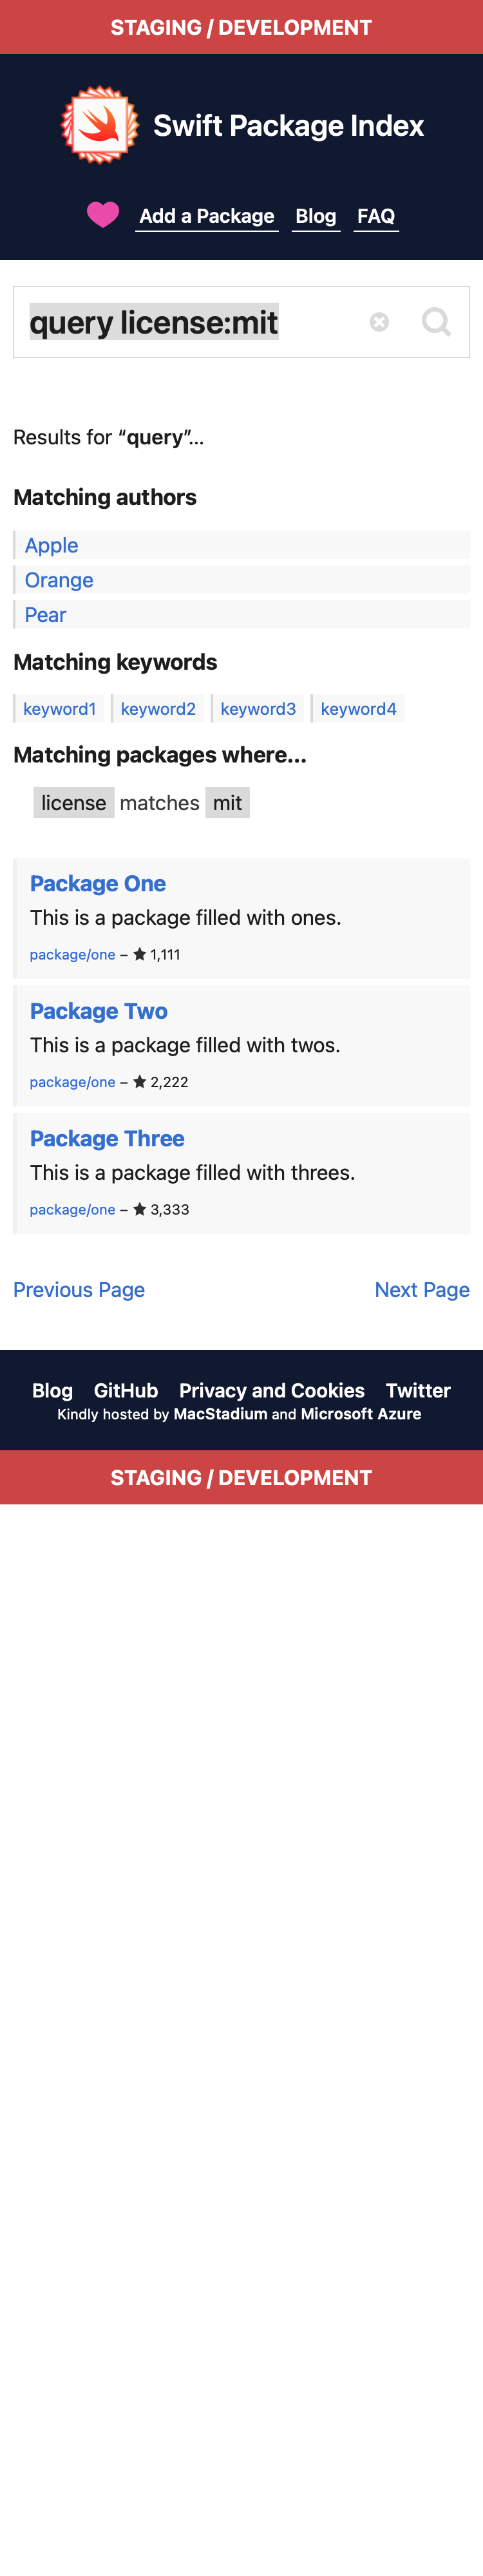 STAGING / DEVELOPMENT
Swift Package Index
Add a Package Blog FAQ
query license:mit
Results for “query”…
Matching authors
Apple
Orange
Pear
Matching keywords
keyword1 keyword2 keyword3 keyword4
Matching packages where…
license matches mit
Package One
This is a package filled with ones.
package/one – ★ 1,111
Package Two
This is a package filled with twos.
package/one – ★ 2,222
Package Three
This is a package filled with threes.
package/one – ★ 3,333
Previous Page Next Page
Blog GitHub Privacy and Cookies Twitter
Kindly hosted by MacStadium and Microsoft Azure
STAGING / DEVELOPMENT